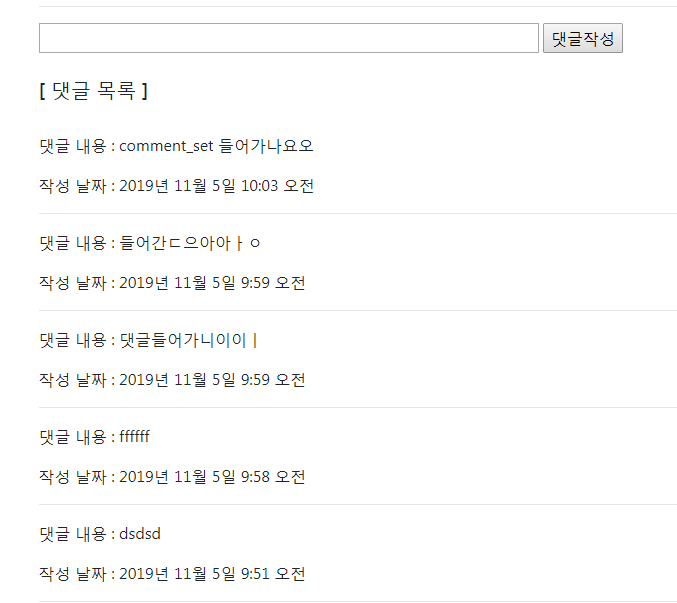 댓글작성
[ 댓글 목록 ]
댓글 내용 : comment_set 들어가나요오
작성 날짜 : 2019년 11월 5일 10:03 오전
댓글 내용 : 들어간ㄷ으아아ㅏㅇ
작성 날짜 : 2019년 11월 5일 9:59 오전
댓글 내용 : 댓글들어가니이이ㅣ
작성 날짜 : 2019년 11월 5일 9:59 오전
댓글 내용 : ffffff
작성 날짜 : 2019년 11월 5일 9:58 오전
댓글 내용 : dsdsd
작성 날짜 : 2019년 11월 5일 9:51 오전